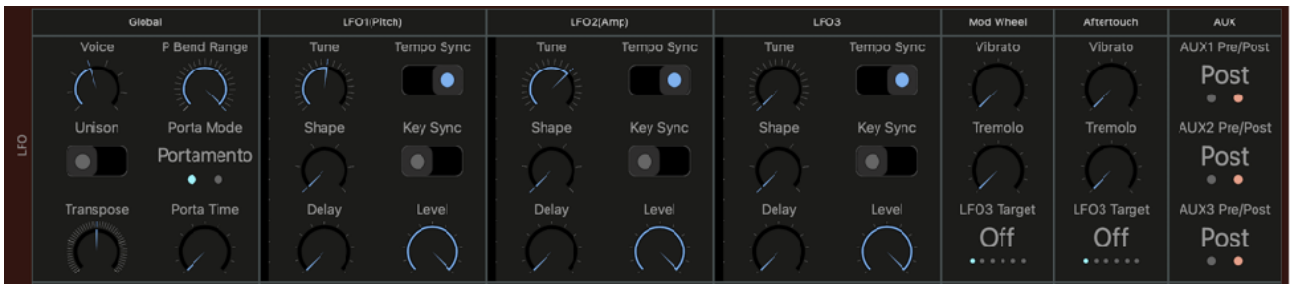 Global LFO1(Pitch) LFO2(Amp) LFO3 Mod Wheel Aftertouch AUX
Voice P Bend Range Tune Tempo Sync Tune Tempo Sync Tune Tempo Sync Vibrato Vibrato AUX1 Pre/Post
Post
Unison Porta Mode Shape Key Sync Shape Key Sync Shape Key Sync Tremolo Tremolo AUX2 Pre/Post
LFO
Portamento Post
Transpose Porta Time Delay Level Delay Level Delay Level LFO3 Target LFO3 Target AUX3 Pre/Post
Off Off Post